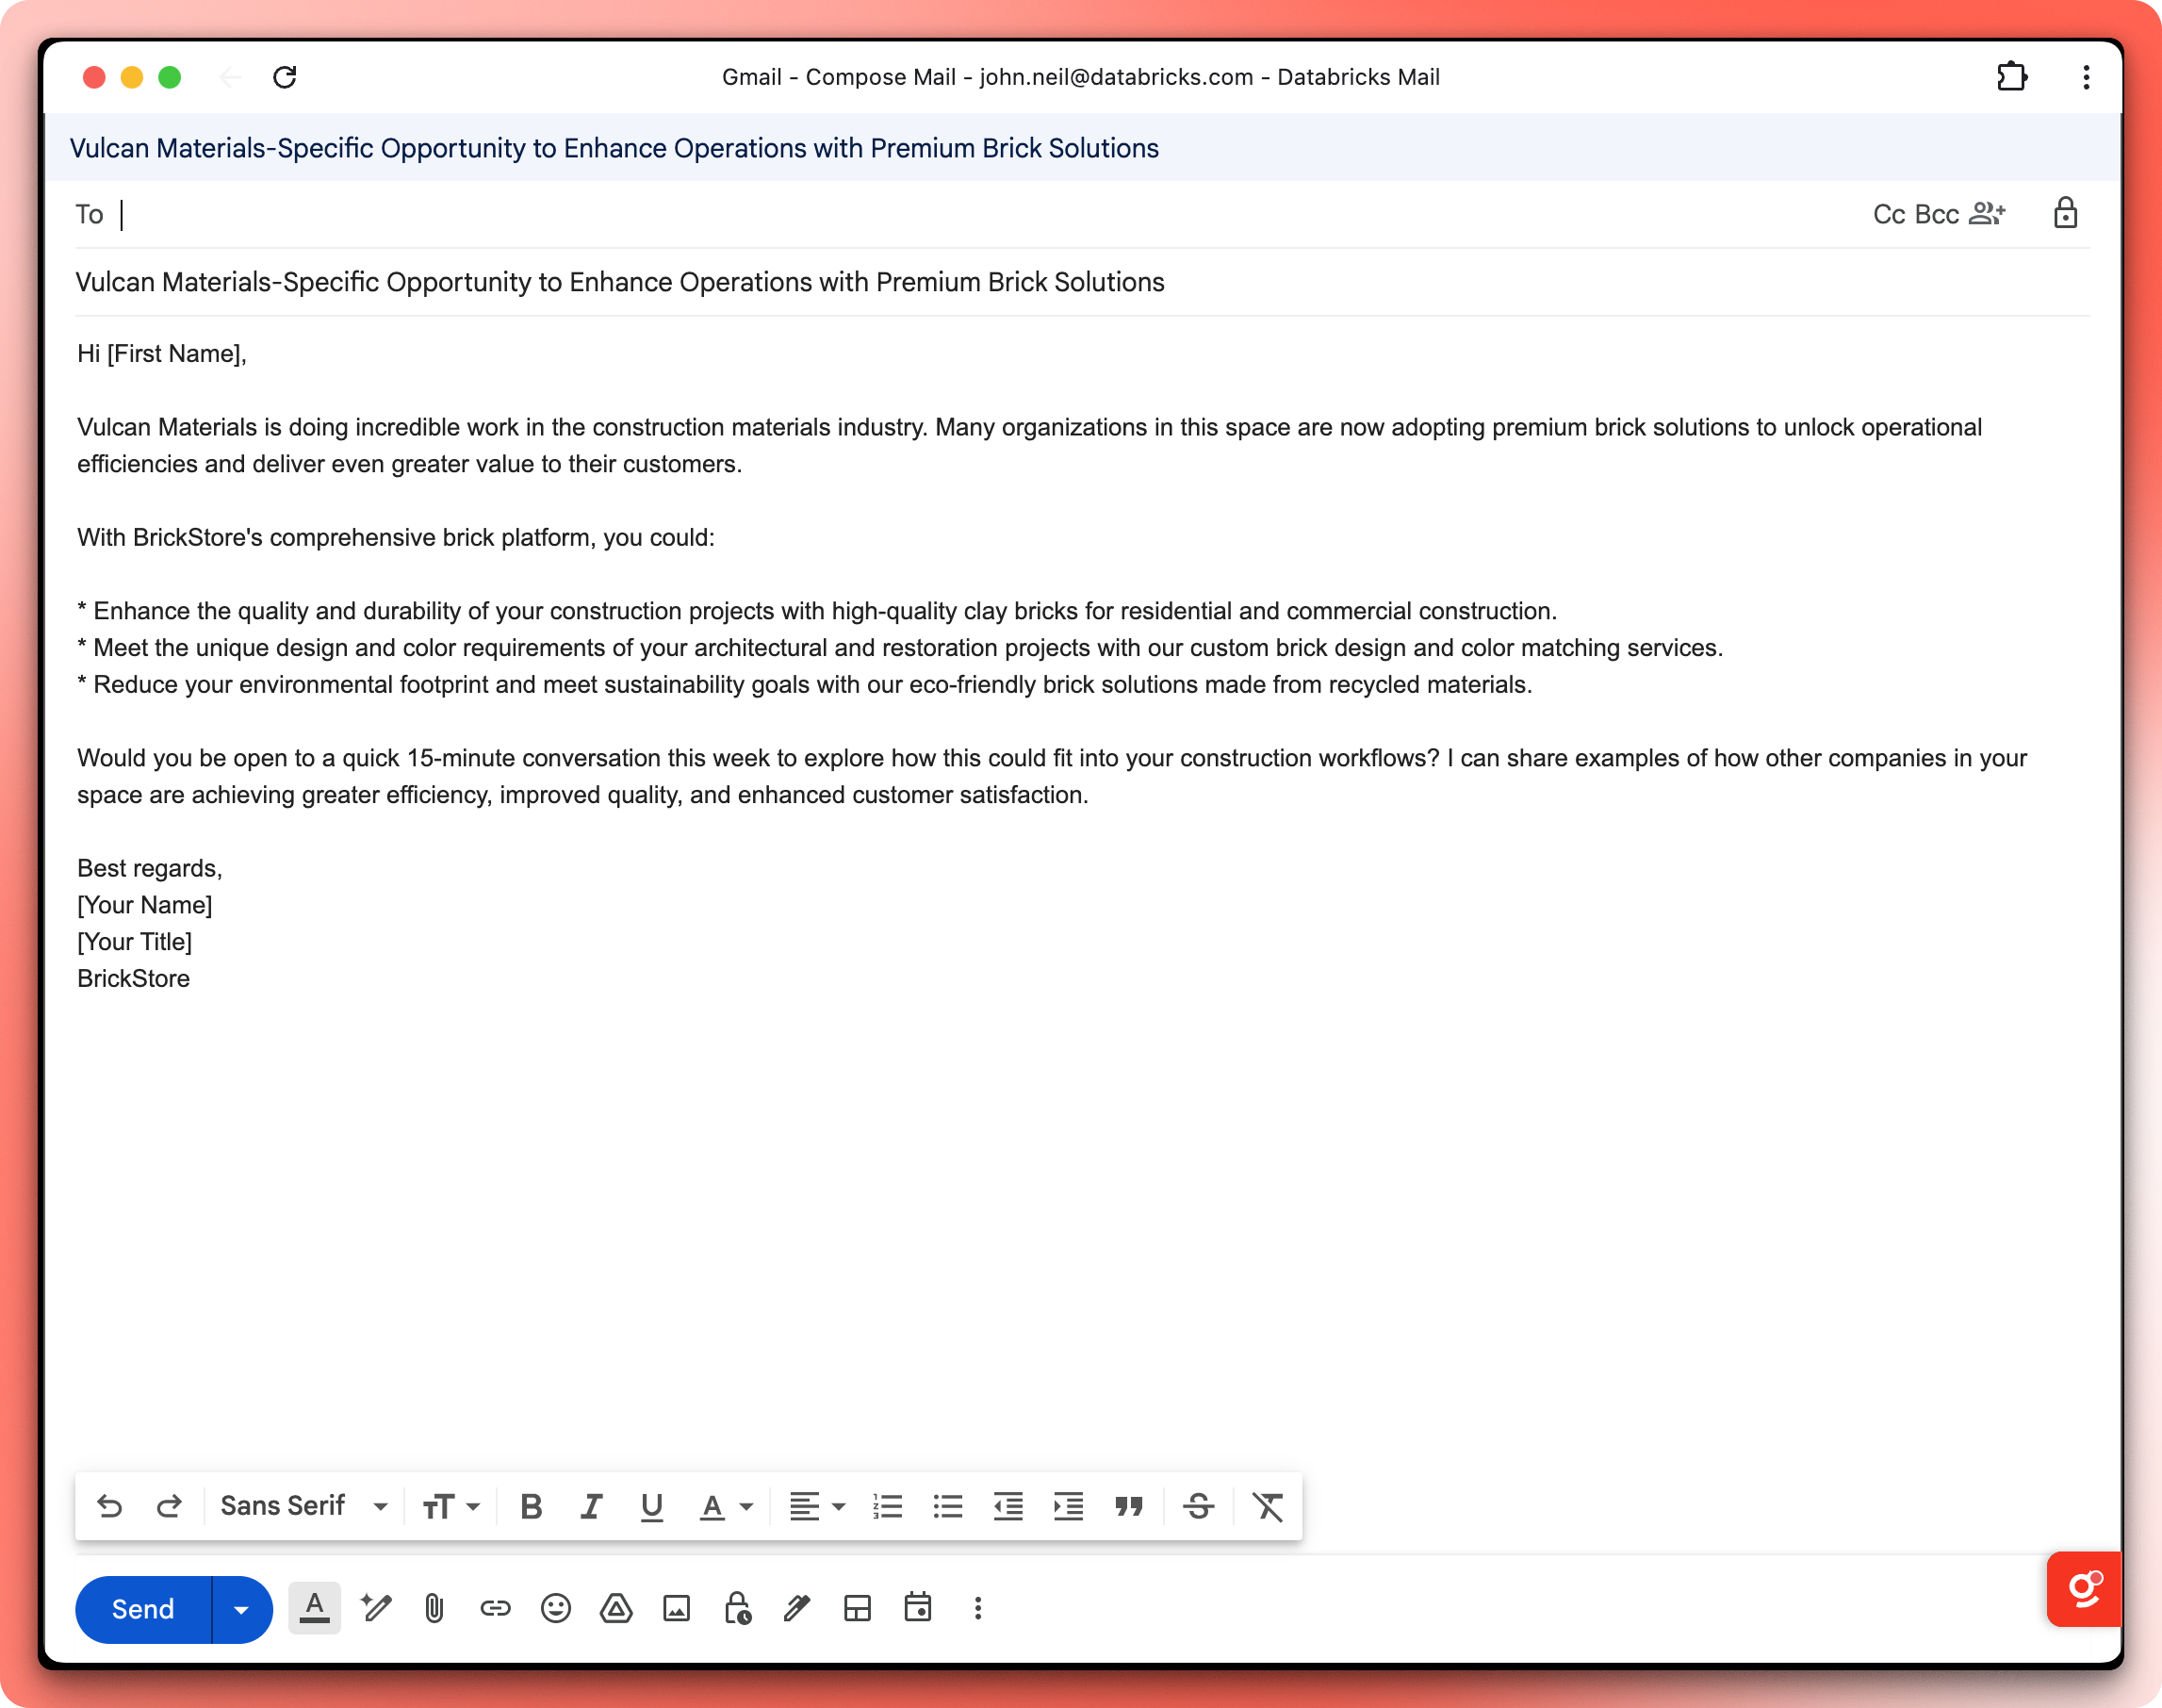 Gmail - Compose Mail - john.neil@databricks.com - Databricks Mail
Vulcan Materials-Specific Opportunity to Enhance Operations with Premium Brick Solutions
To
Cc Bcc
Vulcan Materials-Specific Opportunity to Enhance Operations with Premium Brick Solutions
Hi [First Name],
Vulcan Materials is doing incredible work in the construction materials industry. Many organizations in this space are now adopting premium brick solutions to unlock operational
efficiencies and deliver even greater value to their customers.
With BrickStore's comprehensive brick platform, you could:
* Enhance the quality and durability of your construction projects with high-quality clay bricks for residential and commercial construction.
* Meet the unique design and color requirements of your architectural and restoration projects with our custom brick design and color matching services.
* Reduce your environmental footprint and meet sustainability goals with our eco-friendly brick solutions made from recycled materials.
Would you be open to a quick 15-minute conversation this week to explore how this could fit into your construction workflows? I can share examples of how other companies in your
space are achieving greater efficiency, improved quality, and enhanced customer satisfaction.
Best regards,
[Your Name]
[Your Title]
BrickStore
Sans Serif
Send